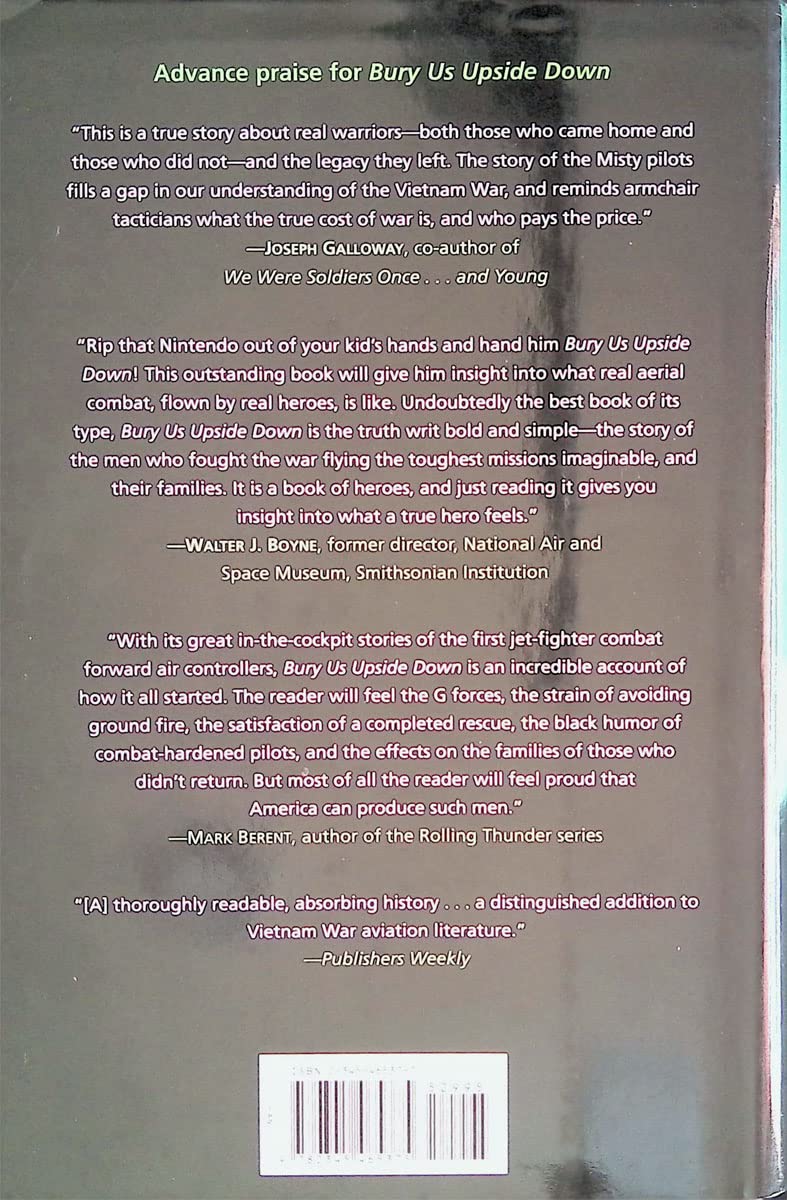 Advance praise for Bury Us Upside Down
“This is a true story about real warriors—both those who came home and
those who did not—and the legacy they left. The story of the Misty pilots
fills a gap in our understanding of the Vietnam War, and reminds armchair
tacticians what the true cost of war is, and who pays the price.”
—JOSEPH GALLOWAY, co-author of
We Were Soldiers Once . . . and Young
“Rip that Nintendo out of your kid’s hands and hand him Bury Us Upside
Down! This outstanding book will give him insight into what real aerial
combat, flown by real heroes, is like. Undoubtedly the best book of its
type, Bury Us Upside Down is the truth writ bold and simple—the story of
the men who fought the war flying the toughest missions imaginable, and
their families. It is a book of heroes, and just reading it gives you
insight into what a true hero feels.”
—WALTER J. BOYNE, former director, National Air and
Space Museum, Smithsonian Institution
“With its great in-the-cockpit stories of the first jet-fighter combat
forward air controllers, Bury Us Upside Down is an incredible account of
how it all started. The reader will feel the G forces, the strain of avoiding
ground fire, the satisfaction of a completed rescue, the black humor of
combat-hardened pilots, and the effects on the families of those who
didn’t return. But most of all the reader will feel proud that
America can produce such men.”
—MARK BERENT, author of the Rolling Thunder series
“[A] thoroughly readable, absorbing history . . . a distinguished addition to
Vietnam War aviation literature.”
—Publishers Weekly
ISBN
52995